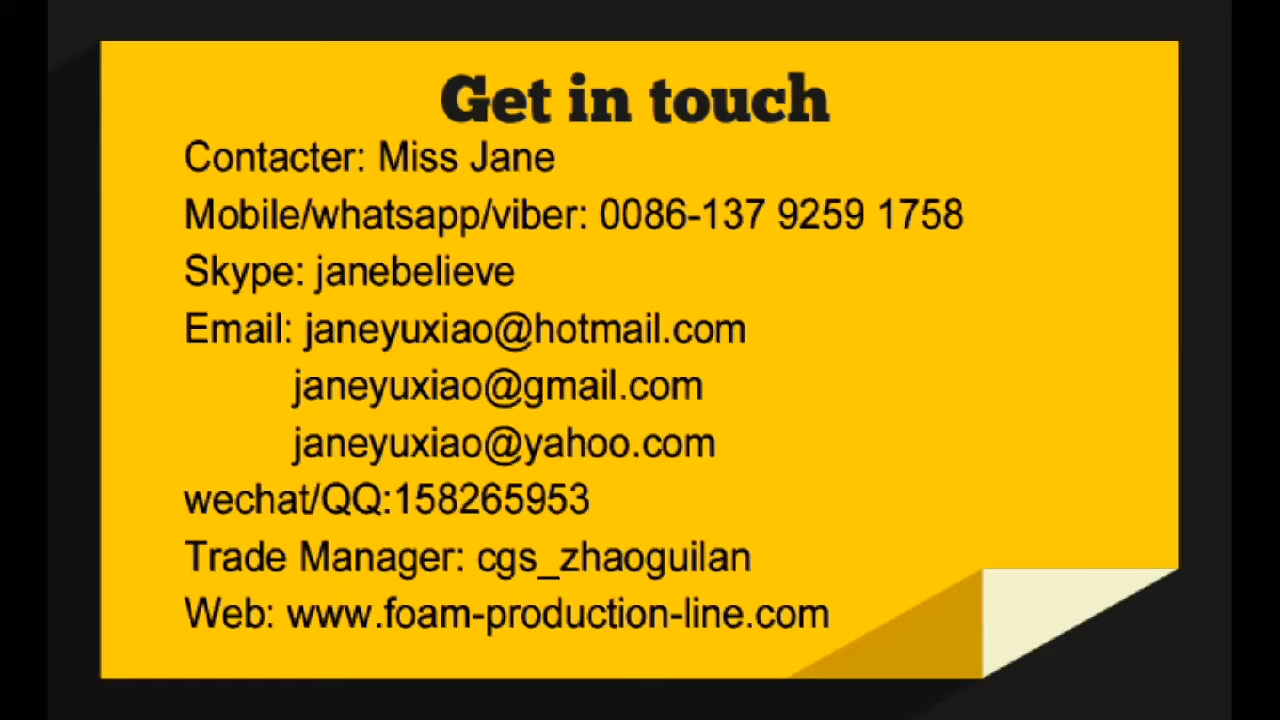 Get in touch
Contacter: Miss Jane
Mobile/whatsapp/viber: 0086-137 9259 1758
Skype: janebelieve
Email: janeyuxiao@hotmail.com
janeyuxiao@gmail.com
janeyuxiao@yahoo.com
wechat/QQ:158265953
Trade Manager: cgs_zhaoguilan
Web: www.foam-production-line.com